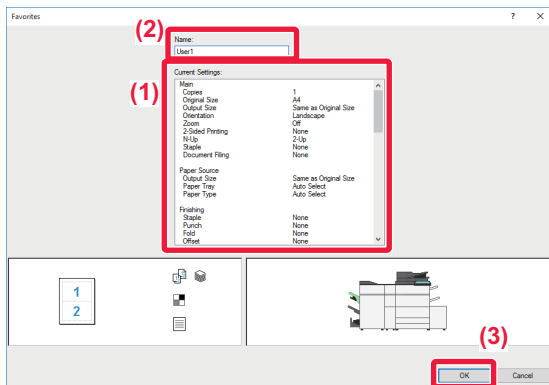 Favorites ? X
(2)
Name:
User1
(1)
Current Settings:
Main
Copies 1
Original Size A4
Output Size Same as Original Size
Orientation Landscape
Zoom Off
2-Sided Printing None
N-Up 2-Up
Staple None
Document Filing None
Paper Source
Output Size Same as Original Size
Paper Tray Auto Select
Paper Type Auto Select
Finishing
Staple None
Punch None
Fold None
Offset None
1
2
(3)
OK Cancel